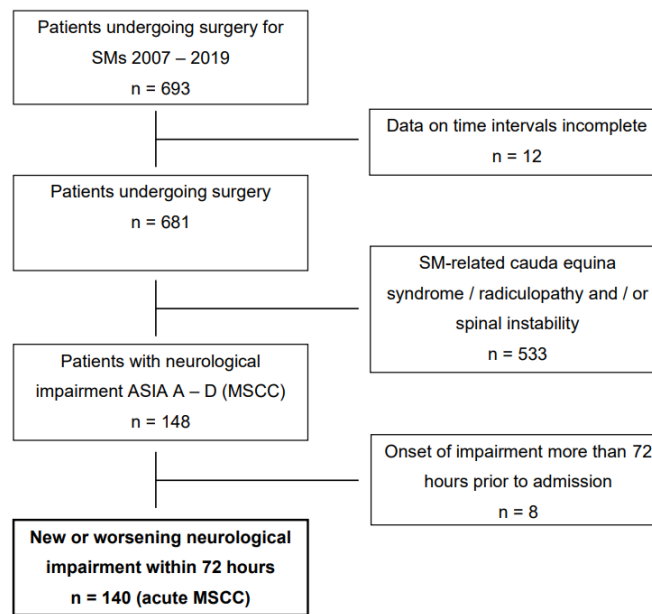 Patients undergoing surgery for
SMs 2007 – 2019
n = 693
Data on time intervals incomplete
n = 12
Patients undergoing surgery
n = 681
SM-related cauda equina
syndrome / radiculopathy and / or
spinal instability
n = 533
Patients with neurological
impairment ASIA A – D (MSCC)
n = 148
Onset of impairment more than 72
hours prior to admission
n = 8
New or worsening neurological
impairment within 72 hours
n = 140 (acute MSCC)